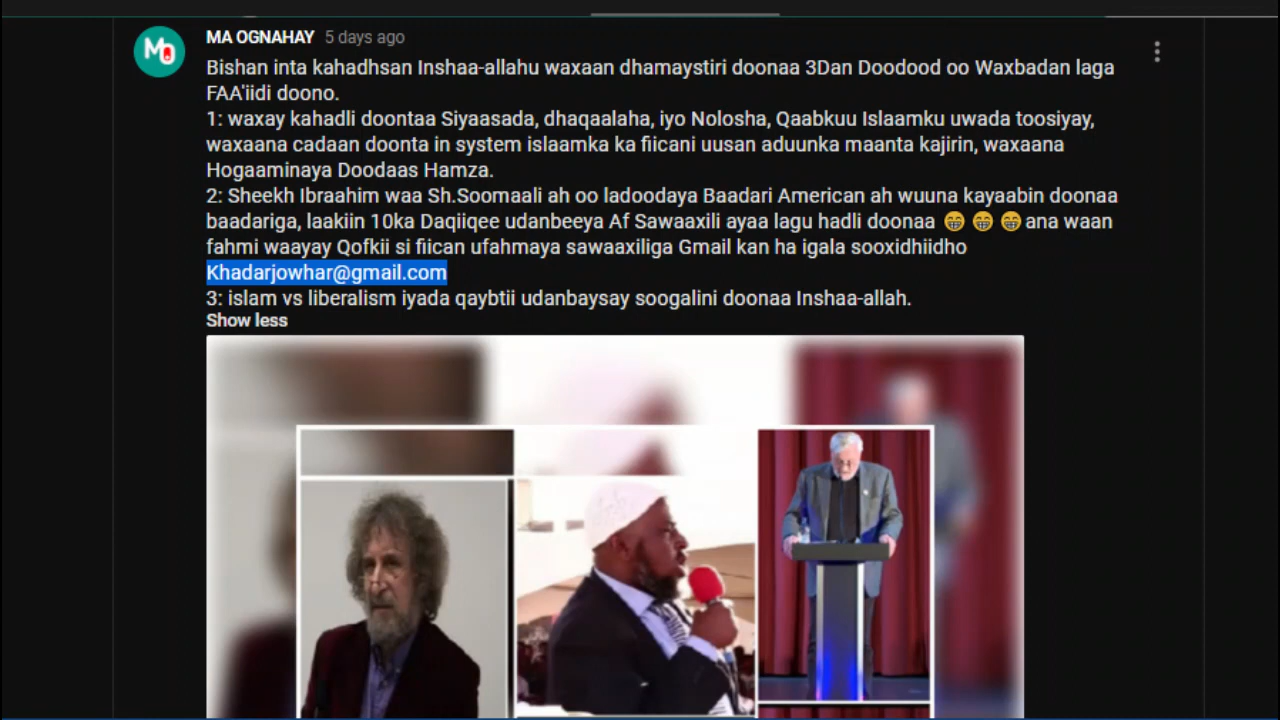 MO
MA OGNAHAY 5 days ago
Bishan inta kahadhsan Inshaa-allahu waxaan dhamaystiri doonaa 3Dan Doodood oo Waxbadan laga
FAA'iidi doono.
1: waxay kahadli doontaa Siyaasada, dhaqaalaha, iyo Nolosha, Qaabkuu Islaamku uwada toosiyay,
waxaana cadaan doonta in system islaamka ka fiicani uusan aduunka maanta kajirin, waxaana
Hogaaminaya Doodaas Hamza.
2: Sheekh Ibraahim waa Sh.Soomaali ah oo ladoodaya Baadari American ah wuuna kayaabin doonaa
baadariga, laakiin 10ka Daqiiqee udanbeeya Af Sawaaxili ayaa lagu hadli doonaa 😁 😁 😁 ana waan
fahmi waayay Qofkii si fiican ufahmaya sawaaxiliga Gmail kan ha igala sooxidhiidho
Khadarjowhar@gmail.com
3: islam vs liberalism iyada qaybtii udanbaysay soogalini doonaa Inshaa-allah.
Show less